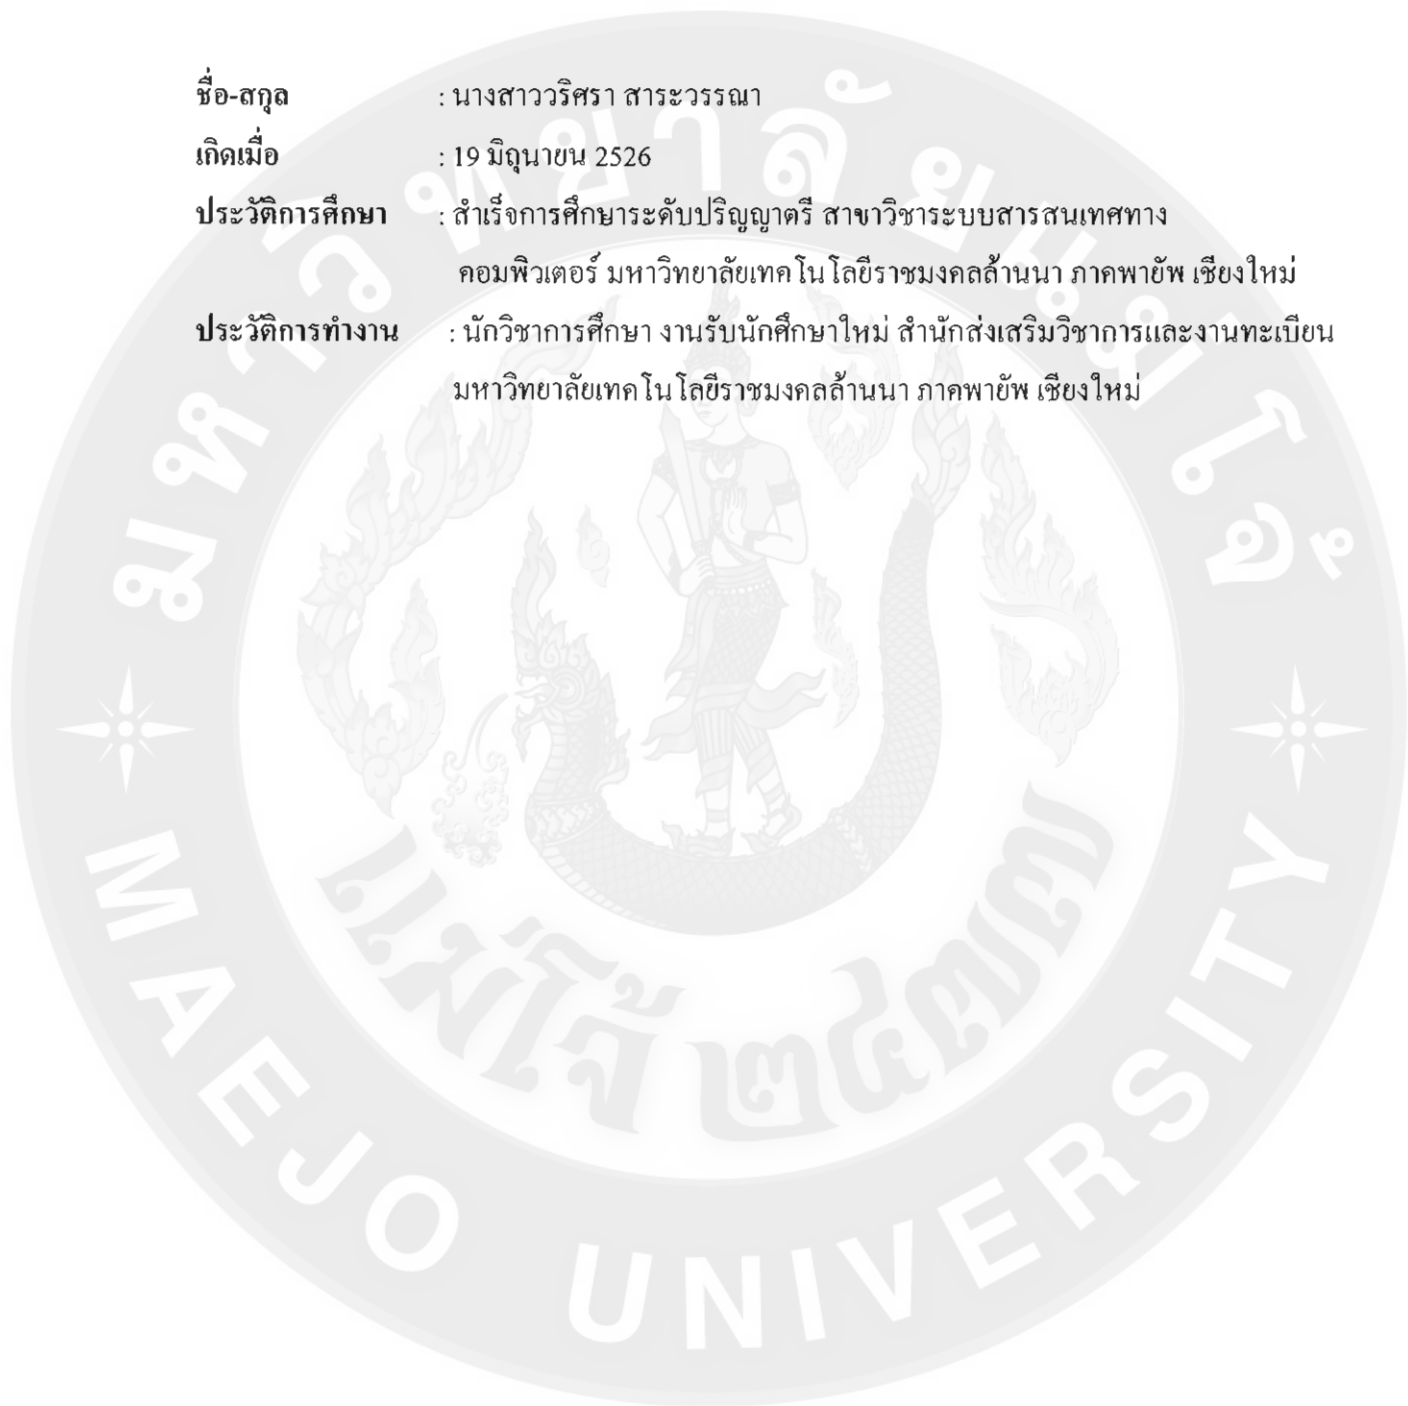 ชื่อ-สกุล : นางสาววริศรา สาระวรรณา
เกิดเมื่อ : 19 มิถุนายน 2526
ประวัติการศึกษา : สำเร็จการศึกษาระดับปริญญาตรี สาขาวิชาระบบสารสนเทศทาง
คอมพิวเตอร์ มหาวิทยาลัยเทคโนโลยีราชมงคลล้านนา ภาคพายัพ เชียงใหม่
ประวัติการทำงาน : นักวิชาการศึกษา งานรับนักศึกษาใหม่ สำนักส่งเสริมวิชาการและงานทะเบียน
มหาวิทยาลัยเทคโนโลยีราชมงคลล้านนา ภาคพายัพ เชียงใหม่
มหาวิทยาลัยแม่โจ้
แม่โจ้ ๒๔๗๗
MAEJO UNIVERSITY